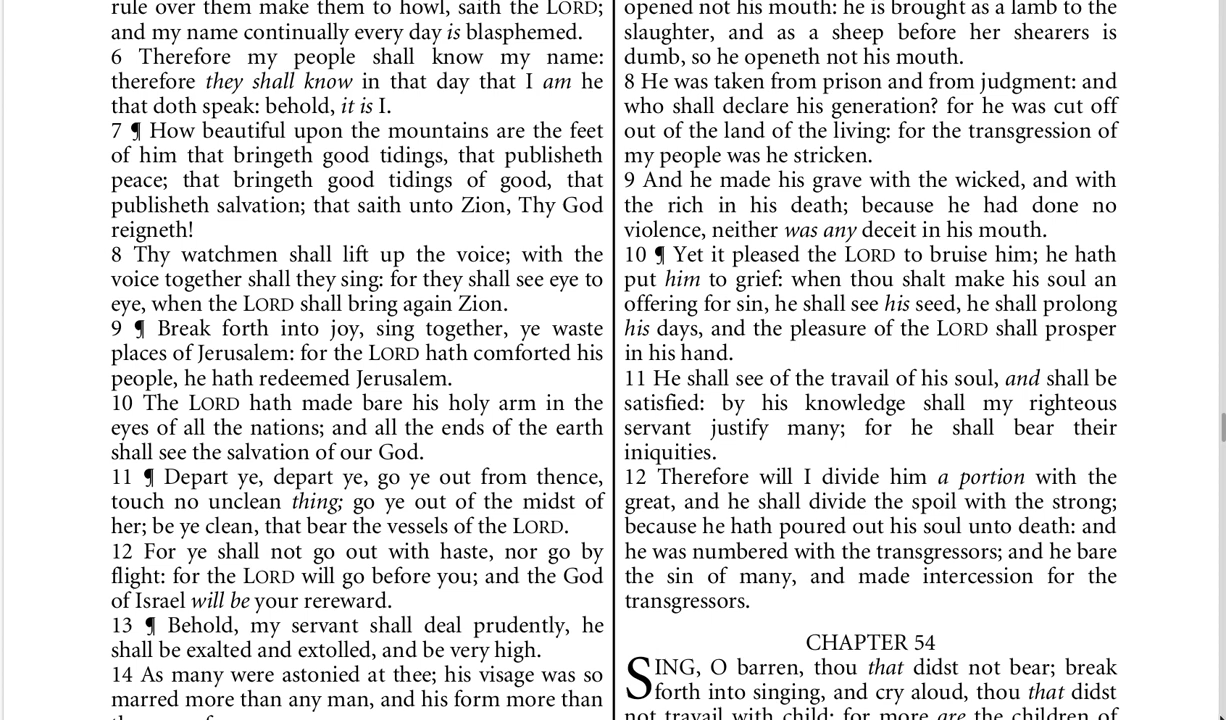 rule over them make them to howl, saith the LORD;
and my name continually every day is blasphemed.
6 Therefore my people shall know my name:
therefore they shall know in that day that I am he
that doth speak: behold, it is I.
7 ¶ How beautiful upon the mountains are the feet
of him that bringeth good tidings, that publisheth
peace; that bringeth good tidings of good, that
publisheth salvation; that saith unto Zion, Thy God
reigneth!
8 Thy watchmen shall lift up the voice; with the
voice together shall they sing: for they shall see eye to
eye, when the LORD shall bring again Zion.
9 ¶ Break forth into joy, sing together, ye waste
places of Jerusalem: for the LORD hath comforted his
people, he hath redeemed Jerusalem.
10 The LORD hath made bare his holy arm in the
eyes of all the nations; and all the ends of the earth
shall see the salvation of our God.
11 ¶ Depart ye, depart ye, go ye out from thence,
touch no unclean thing; go ye out of the midst of
her; be ye clean, that bear the vessels of the LORD.
12 For ye shall not go out with haste, nor go by
flight: for the LORD will go before you; and the God
of Israel will be your rereward.
13 ¶ Behold, my servant shall deal prudently, he
shall be exalted and extolled, and be very high.
14 As many were astonied at thee; his visage was so
marred more than any man, and his form more than
opened not his mouth: he is brought as a lamb to the
slaughter, and as a sheep before her shearers is
dumb, so he openeth not his mouth.
8 He was taken from prison and from judgment: and
who shall declare his generation? for he was cut off
out of the land of the living: for the transgression of
my people was he stricken.
9 And he made his grave with the wicked, and with
the rich in his death; because he had done no
violence, neither was any deceit in his mouth.
10 ¶ Yet it pleased the LORD to bruise him; he hath
put him to grief: when thou shalt make his soul an
offering for sin, he shall see his seed, he shall prolong
his days, and the pleasure of the LORD shall prosper
in his hand.
11 He shall see of the travail of his soul, and shall be
satisfied: by his knowledge shall my righteous
servant justify many; for he shall bear their
iniquities.
12 Therefore will I divide him a portion with the
great, and he shall divide the spoil with the strong;
because he hath poured out his soul unto death: and
he was numbered with the transgressors; and he bare
the sin of many, and made intercession for the
transgressors.
CHAPTER 54
SING, O barren, thou that didst not bear; break
forth into singing, and cry aloud, thou that didst
not travail with child: for more are the children of